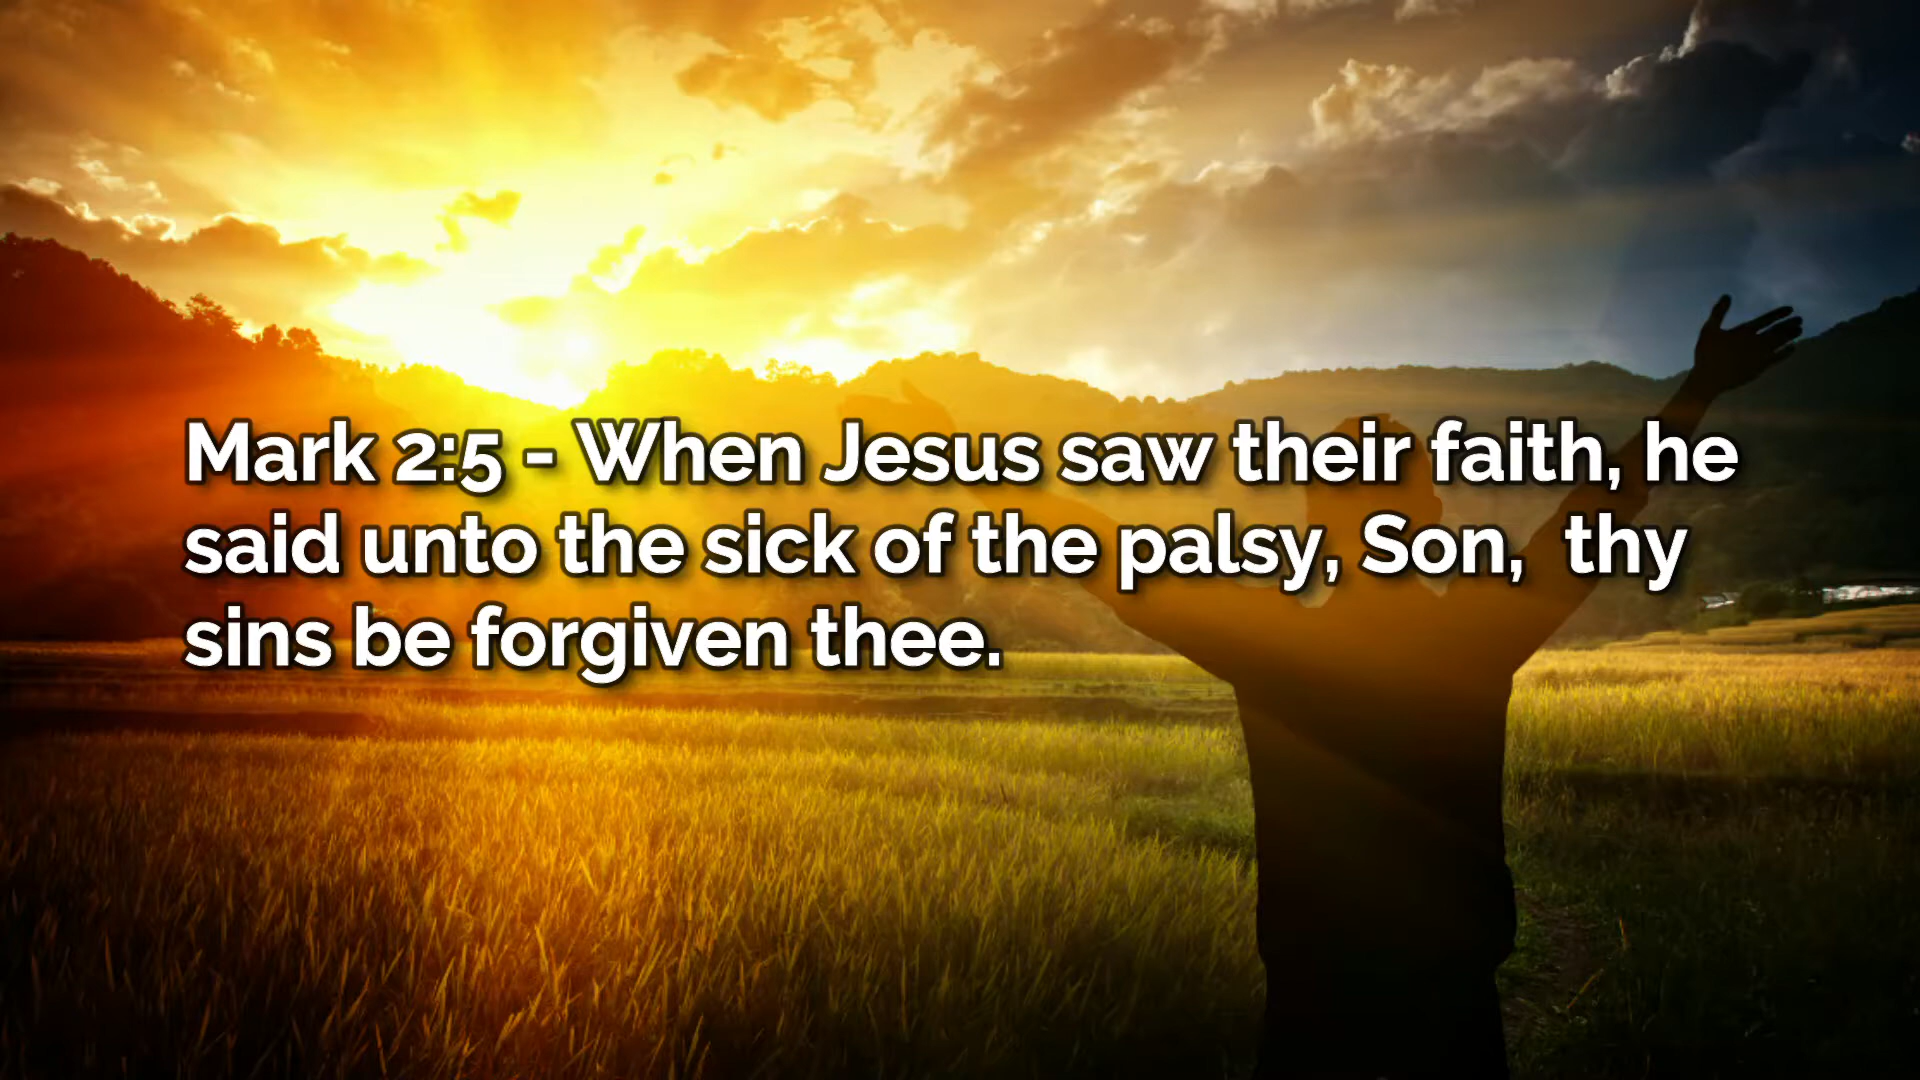 Mark 2:5 - When Jesus saw their faith, he
said unto the sick of the palsy, Son,  thy
sins be forgiven thee.